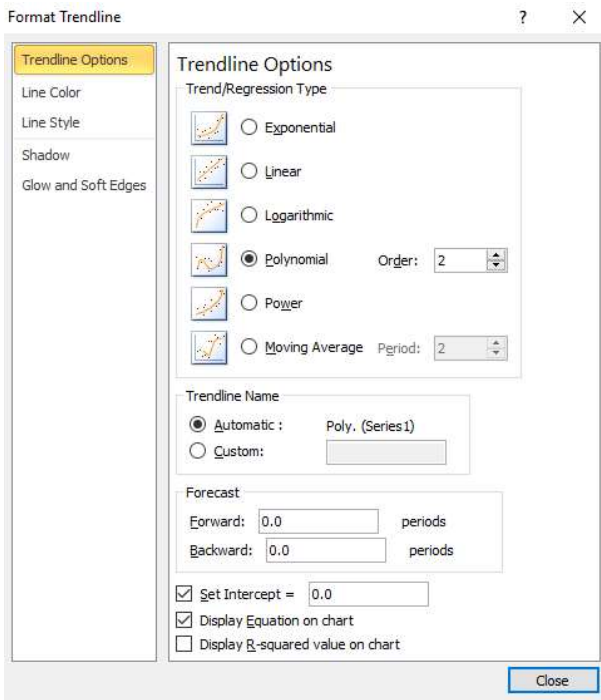 Format Trendline ?
Trendline Options
Line Color
Line Style
Shadow
Glow and Soft Edges
Trendline Options
Trend/Regression Type
Exponential
Linear
Logarithmic
Polynomial Order: 2
Power
Moving Average Period: 2
Trendline Name
Automatic : Poly. (Series1)
Custom:
Forecast
Forward: 0.0 periods
Backward: 0.0 periods
Set Intercept = 0.0
Display Equation on chart
Display R-squared value on chart
Close